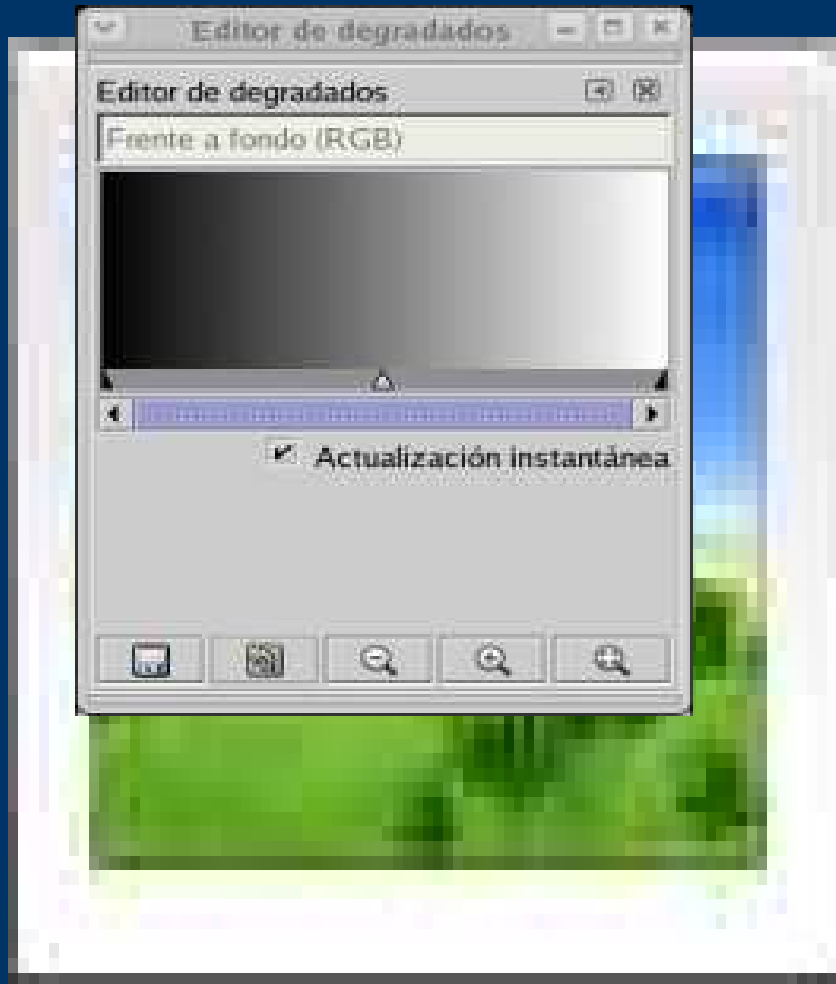 Editor de degradados
Editor de degradados
Frente a fondo (RGB)
Actualización instantánea